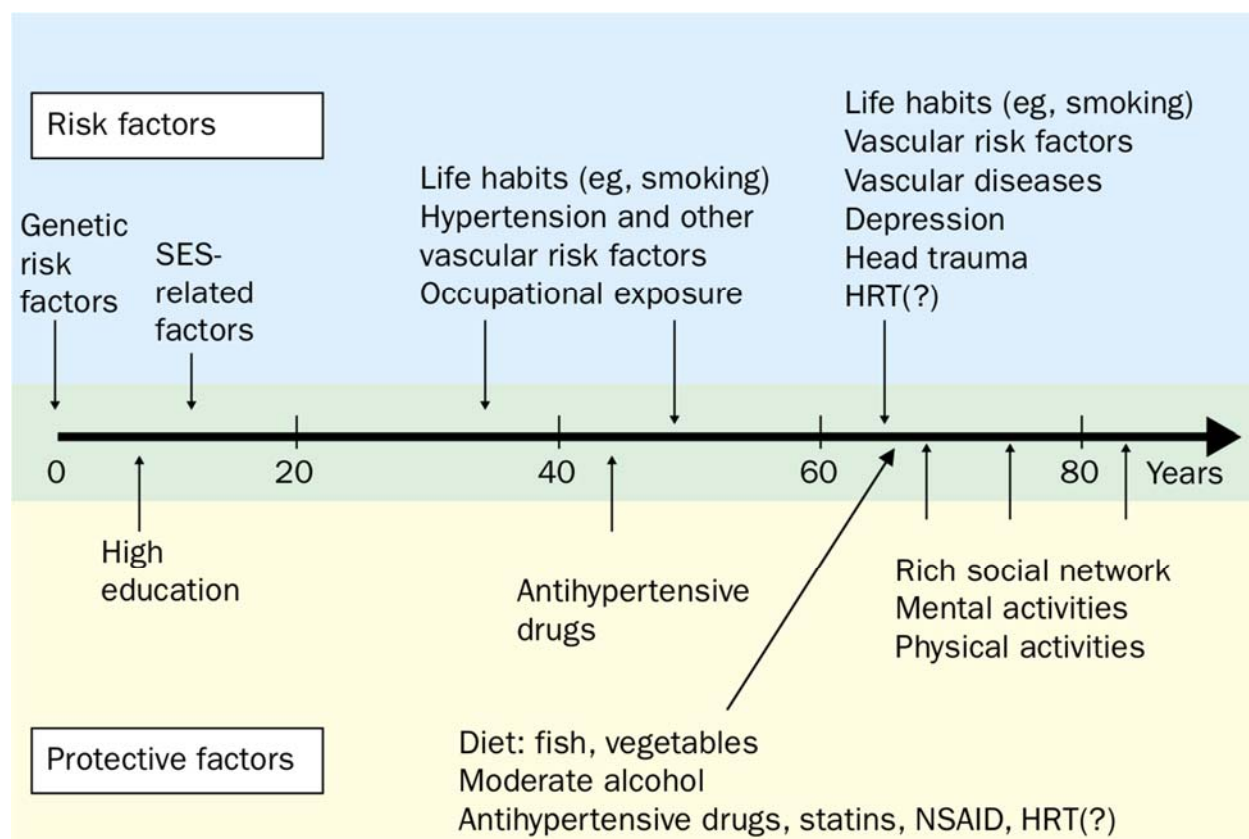 Risk factors
Genetic
risk
factors
SES-
related
factors
Life habits (eg, smoking)
Hypertension and other
vascular risk factors
Occupational exposure
Life habits (eg, smoking)
Vascular risk factors
Vascular diseases
Depression
Head trauma
HRT(?)
0 20 40 60 80 Years
High
education
Antihypertensive
drugs
Rich social network
Mental activities
Physical activities
Protective factors
Diet: fish, vegetables
Moderate alcohol
Antihypertensive drugs, statins, NSAID, HRT(?)